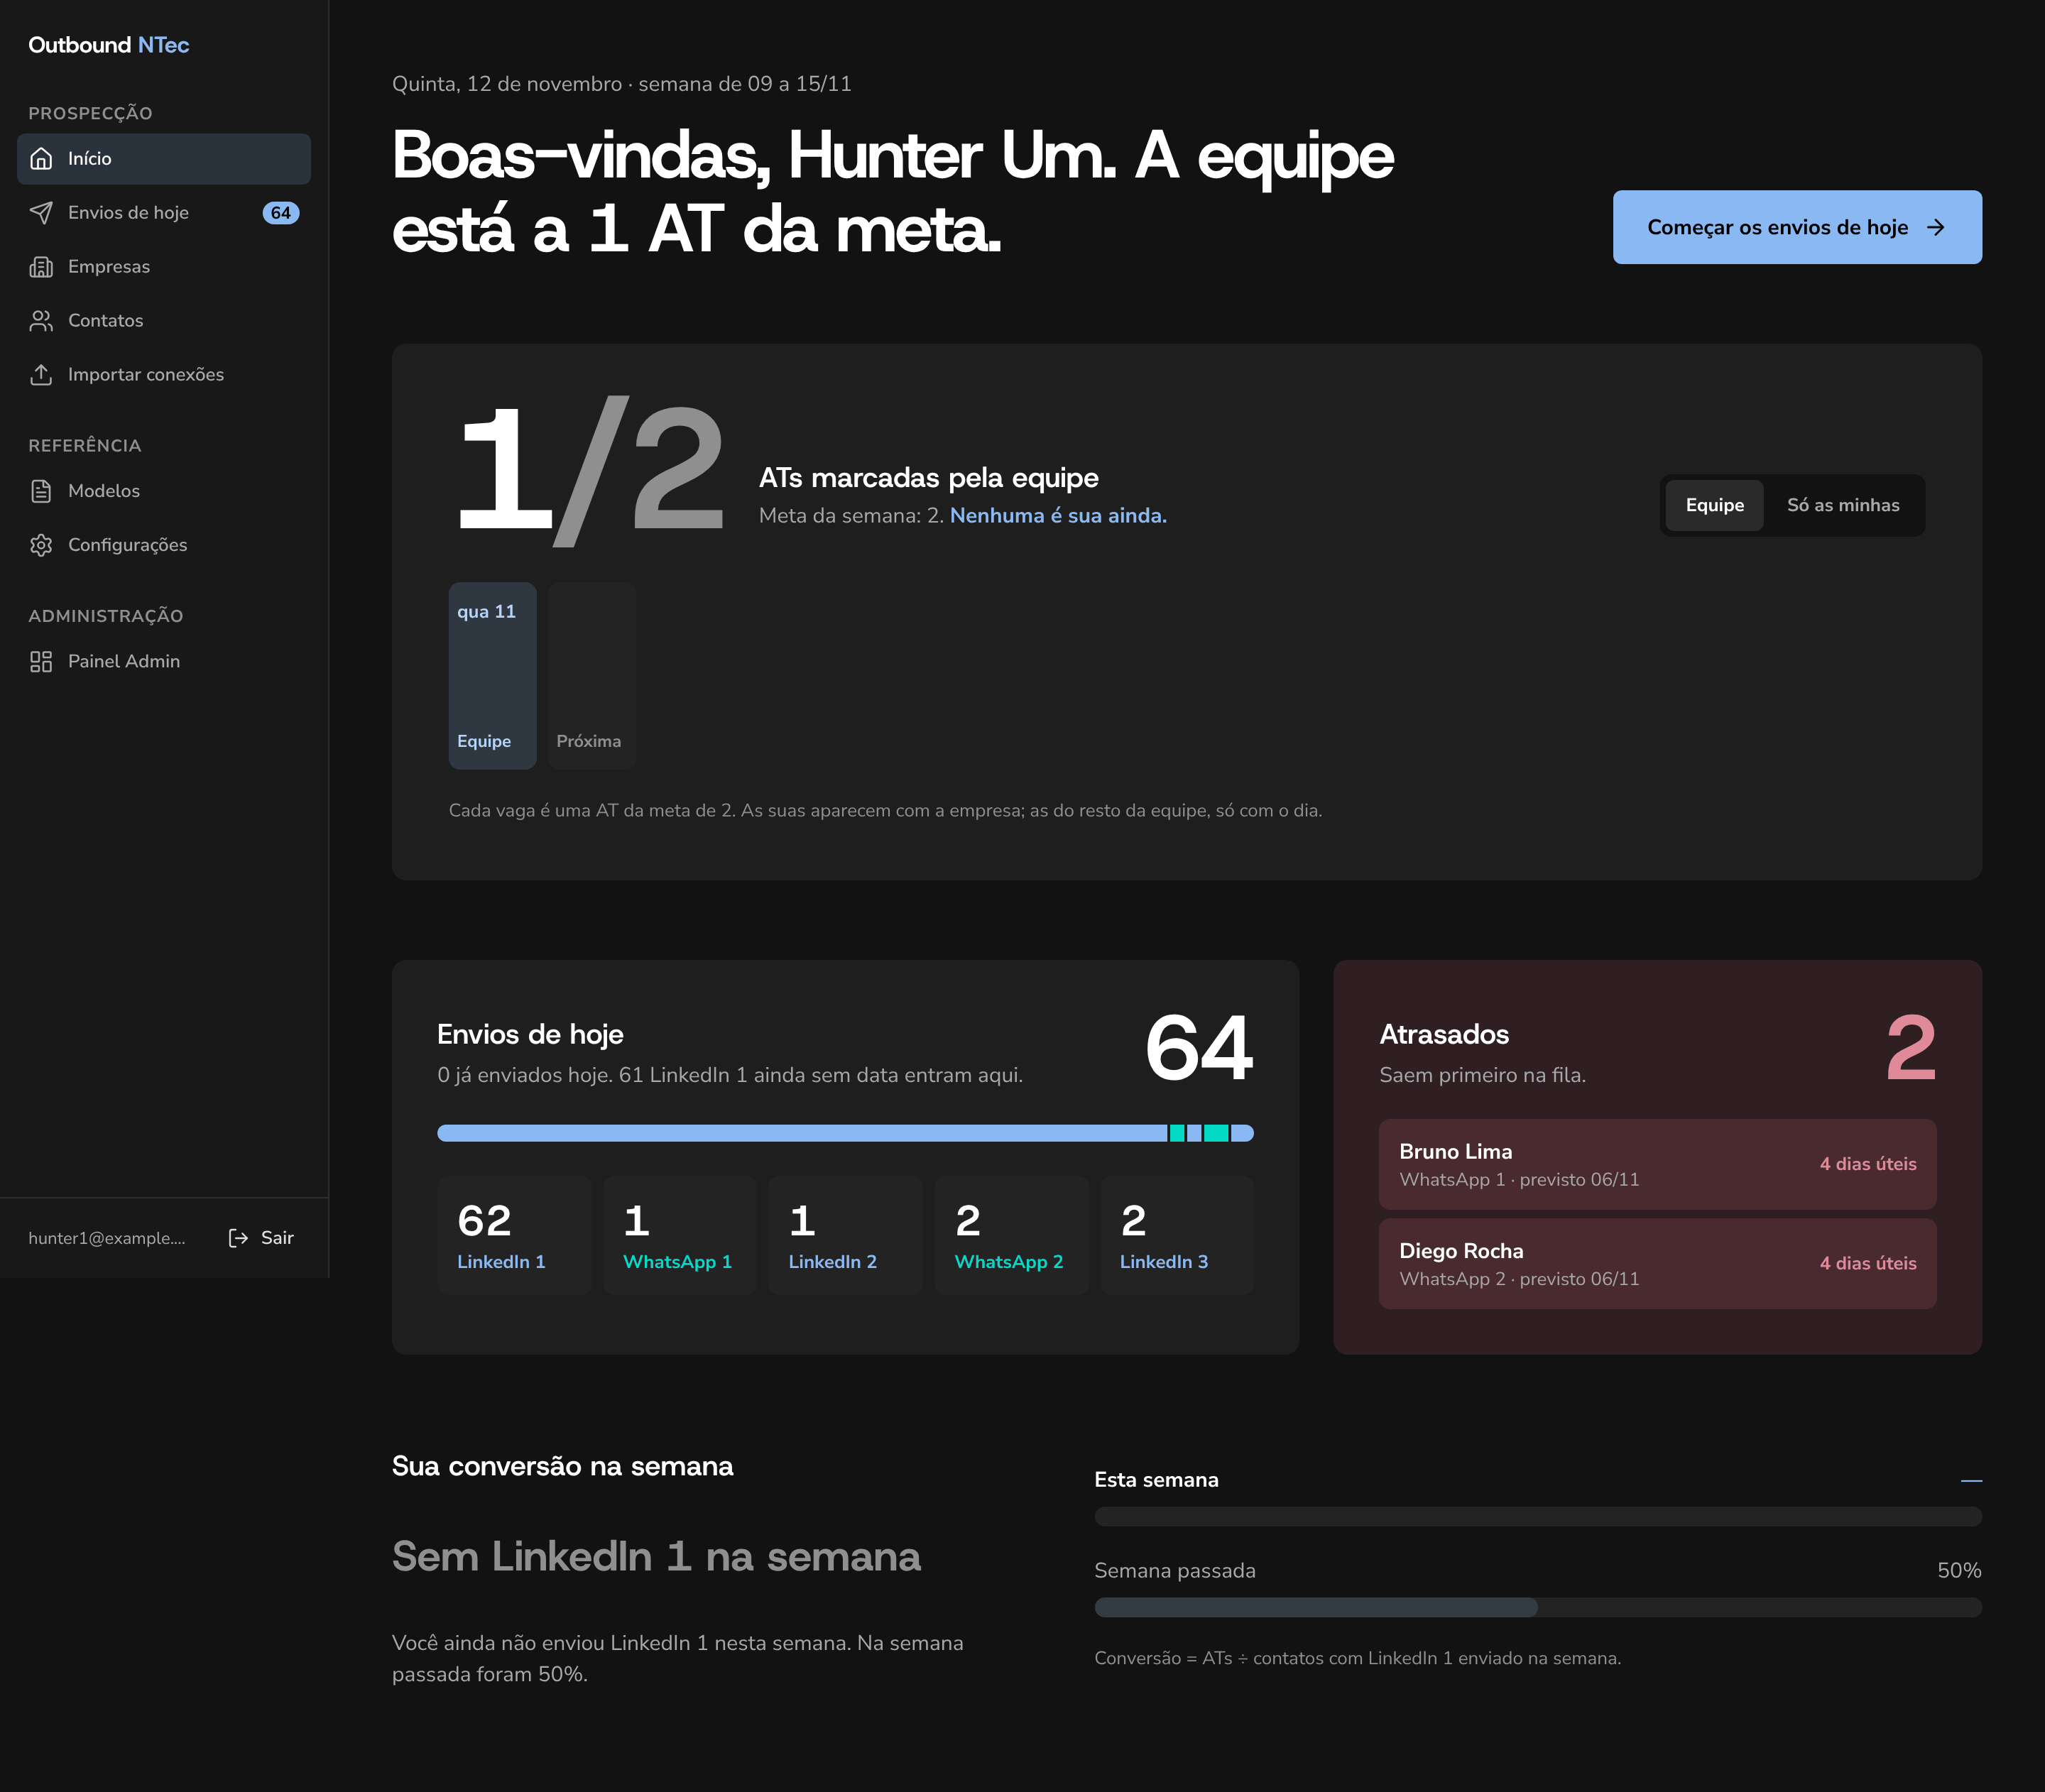 Outbound NTec
PROSPECÇÃO
Início
Envios de hoje 64
Empresas
Contatos
Importar conexões
REFERÊNCIA
Modelos
Configurações
ADMINISTRAÇÃO
Painel Admin
hunter1@example.... Sair
Quinta, 12 de novembro · semana de 09 a 15/11
Boas-vindas, Hunter Um. A equipe
está a 1 AT da meta.
Começar os envios de hoje →
1/2
ATs marcadas pela equipe
Meta da semana: 2. Nenhuma é sua ainda.
Equipe Só as minhas
qua 11
Equipe
Próxima
Cada vaga é uma AT da meta de 2. As suas aparecem com a empresa; as do resto da equipe, só com o dia.
Envios de hoje
0 já enviados hoje. 61 LinkedIn 1 ainda sem data entram aqui.
64
62
LinkedIn 1
1
WhatsApp 1
1
LinkedIn 2
2
WhatsApp 2
2
LinkedIn 3
Atrasados
Saem primeiro na fila.
2
Bruno Lima
WhatsApp 1 · previsto 06/11
4 dias úteis
Diego Rocha
WhatsApp 2 · previsto 06/11
4 dias úteis
Sua conversão na semana
Sem LinkedIn 1 na semana
Você ainda não enviou LinkedIn 1 nesta semana. Na semana
passada foram 50%.
Esta semana —
Semana passada 50%
Conversão = ATs ÷ contatos com LinkedIn 1 enviado na semana.